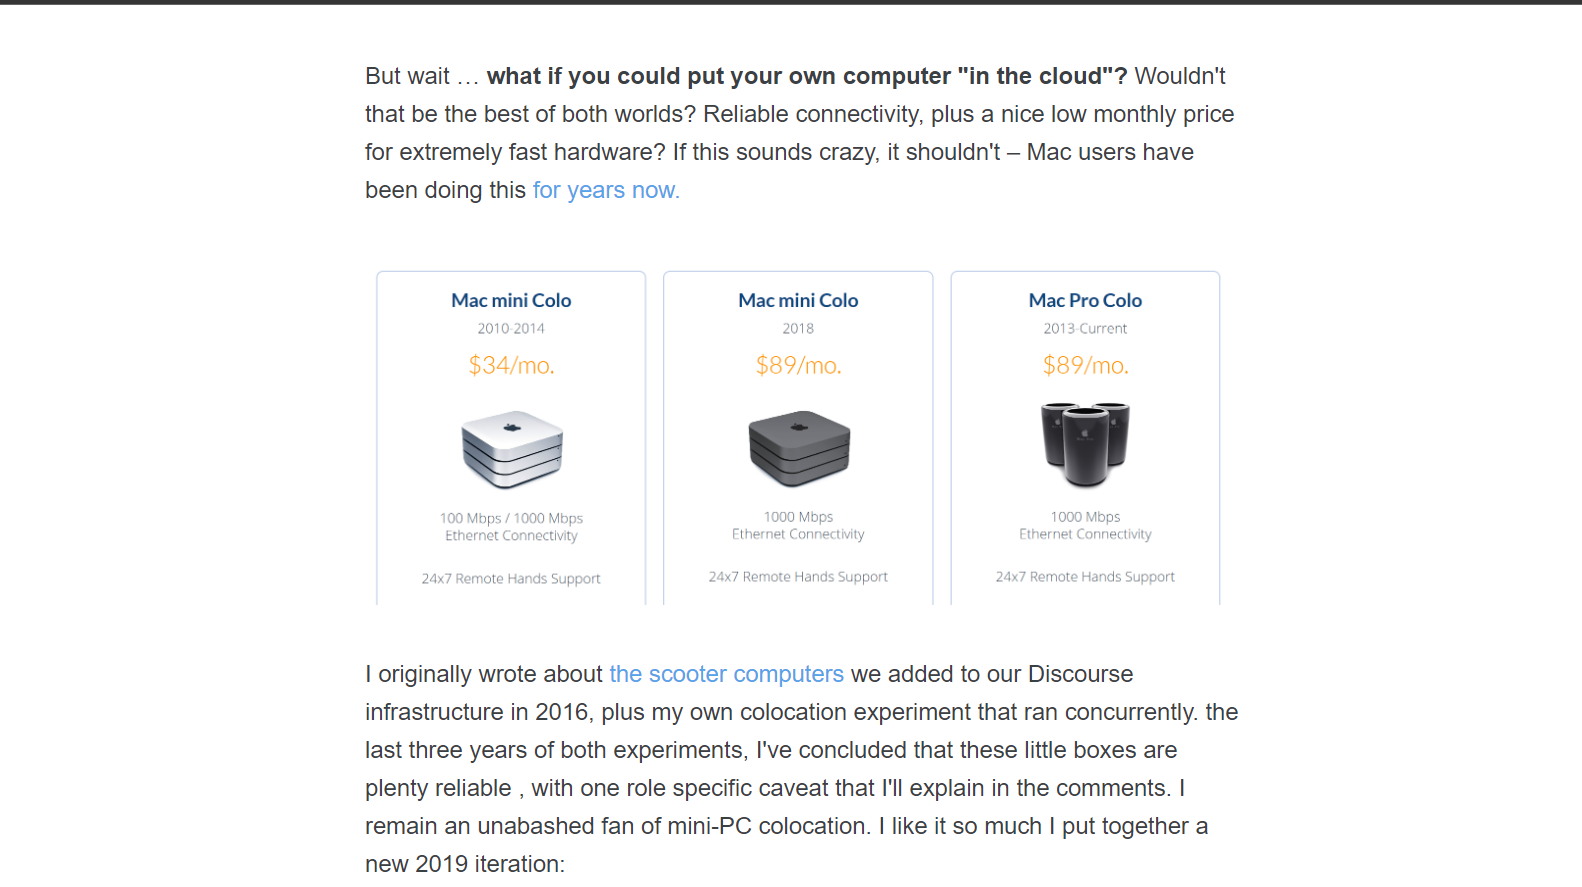 But wait … what if you could put your own computer "in the cloud"? Wouldn't
that be the best of both worlds? Reliable connectivity, plus a nice low monthly price
for extremely fast hardware? If this sounds crazy, it shouldn't – Mac users have
been doing this for years now.
Mac mini Colo
2010-2014
$34/mo.
100 Mbps / 1000 Mbps
Ethernet Connectivity
24x7 Remote Hands Support
Mac mini Colo
2018
$89/mo.
1000 Mbps
Ethernet Connectivity
24x7 Remote Hands Support
Mac Pro Colo
2013-Current
$89/mo.
1000 Mbps
Ethernet Connectivity
24x7 Remote Hands Support
I originally wrote about the scooter computers we added to our Discourse
infrastructure in 2016, plus my own colocation experiment that ran concurrently. the
last three years of both experiments, I've concluded that these little boxes are
plenty reliable , with one role specific caveat that I'll explain in the comments. I
remain an unabashed fan of mini-PC colocation. I like it so much I put together a
new 2019 iteration: